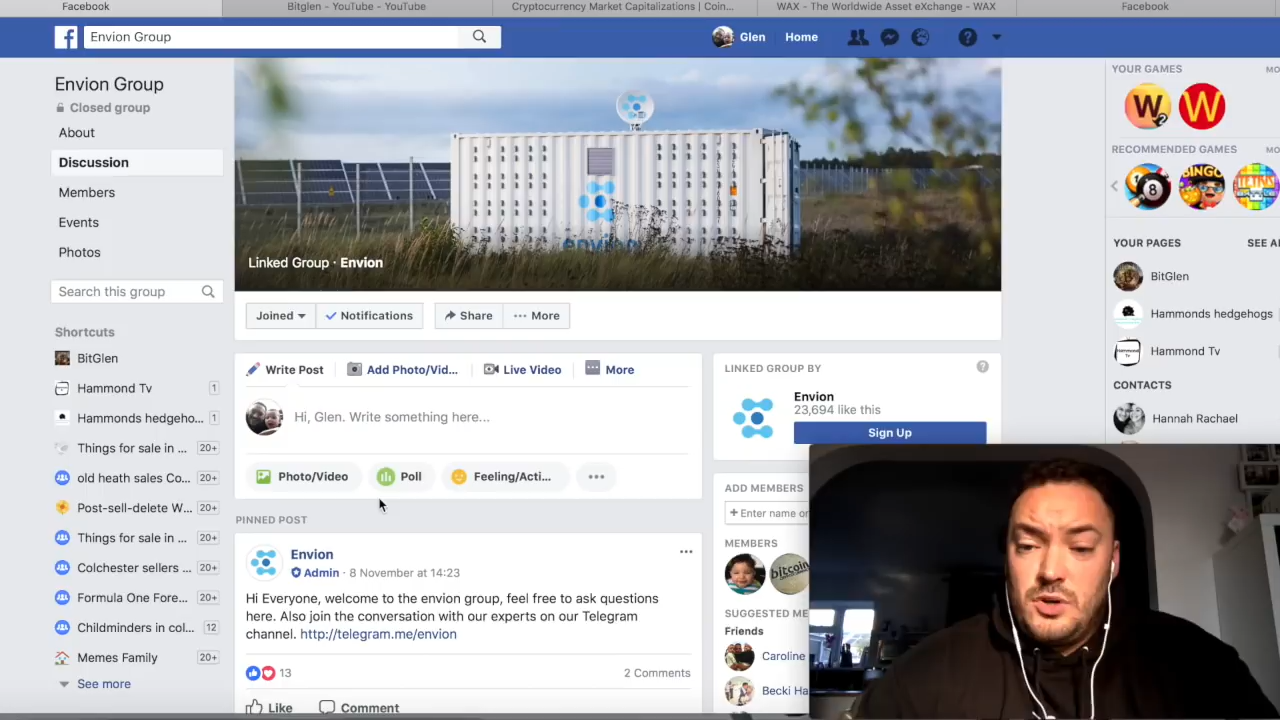 Facebook
Bitglen - YouTube - YouTube
Cryptocurrency Market Capitalizations | Coin...
WAX - The Worldwide Asset eXchange - WAX
Facebook
Envion Group
Glen
Home
Envion Group
Closed group
About
Discussion
Members
Events
Photos
Search this group
Shortcuts
BitGlen
Hammond Tv 1
Hammonds hedgeho... 1
Things for sale in ... 20+
old heath sales Co... 20+
Post-sell-delete W... 20+
Things for sale in ... 20+
Colchester sellers ... 20+
Formula One Fore... 20+
Childminders in col... 12
Memes Family 20+
See more
envion
Linked Group · Envion
Joined
Notifications
Share
More
Write Post
Add Photo/Vid...
Live Video
More
Hi, Glen. Write something here...
Photo/Video
Poll
Feeling/Acti...
PINNED POST
Envion
Admin · 8 November at 14:23
Hi Everyone, welcome to the envion group, feel free to ask questions
here. Also join the conversation with our experts on our Telegram
channel. http://telegram.me/envion
13
2 Comments
Like
Comment
LINKED GROUP BY
Envion
23,694 like this
Sign Up
ADD MEMBERS
+ Enter name or
MEMBERS
bitcoin
SUGGESTED ME
Friends
Caroline
Becki Ha
YOUR GAMES
MO
W
W
RECOMMENDED GAMES
MO
8
BINGO
TETRIS
YOUR PAGES
SEE A
BitGlen
Hammonds hedgehogs
Hammond Tv
CONTACTS
Hannah Rachael